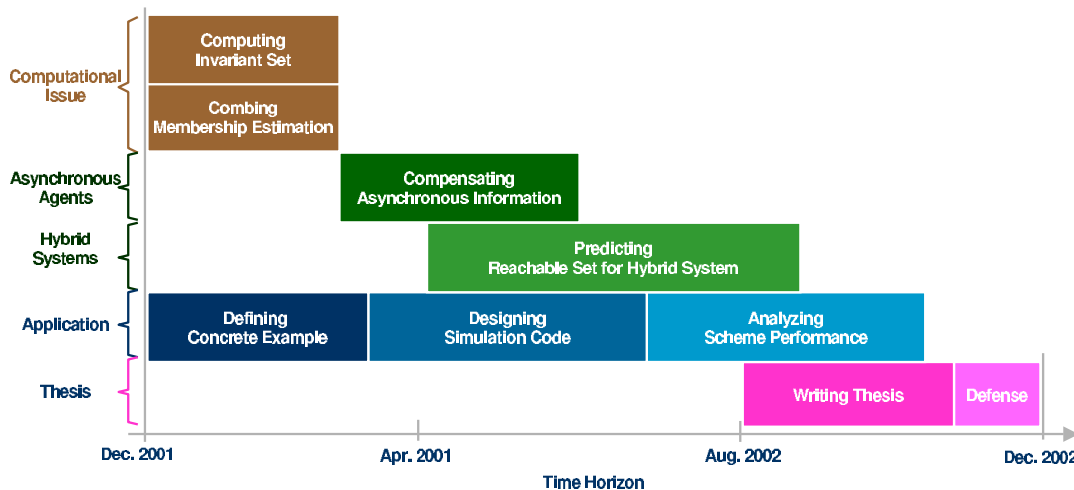 Computational
Issue
Computing
Invariant Set
Combing
Membership Estimation
Asynchronous
Agents
Compensating
Asynchronous Information
Hybrid
Systems
Predicting
Reachable Set for Hybrid System
Application
Defining
Concrete Example
Designing
Simulation Code
Analyzing
Scheme Performance
Thesis
Writing Thesis
Defense
Dec. 2001
Apr. 2001
Aug. 2002
Dec. 2002
Time Horizon